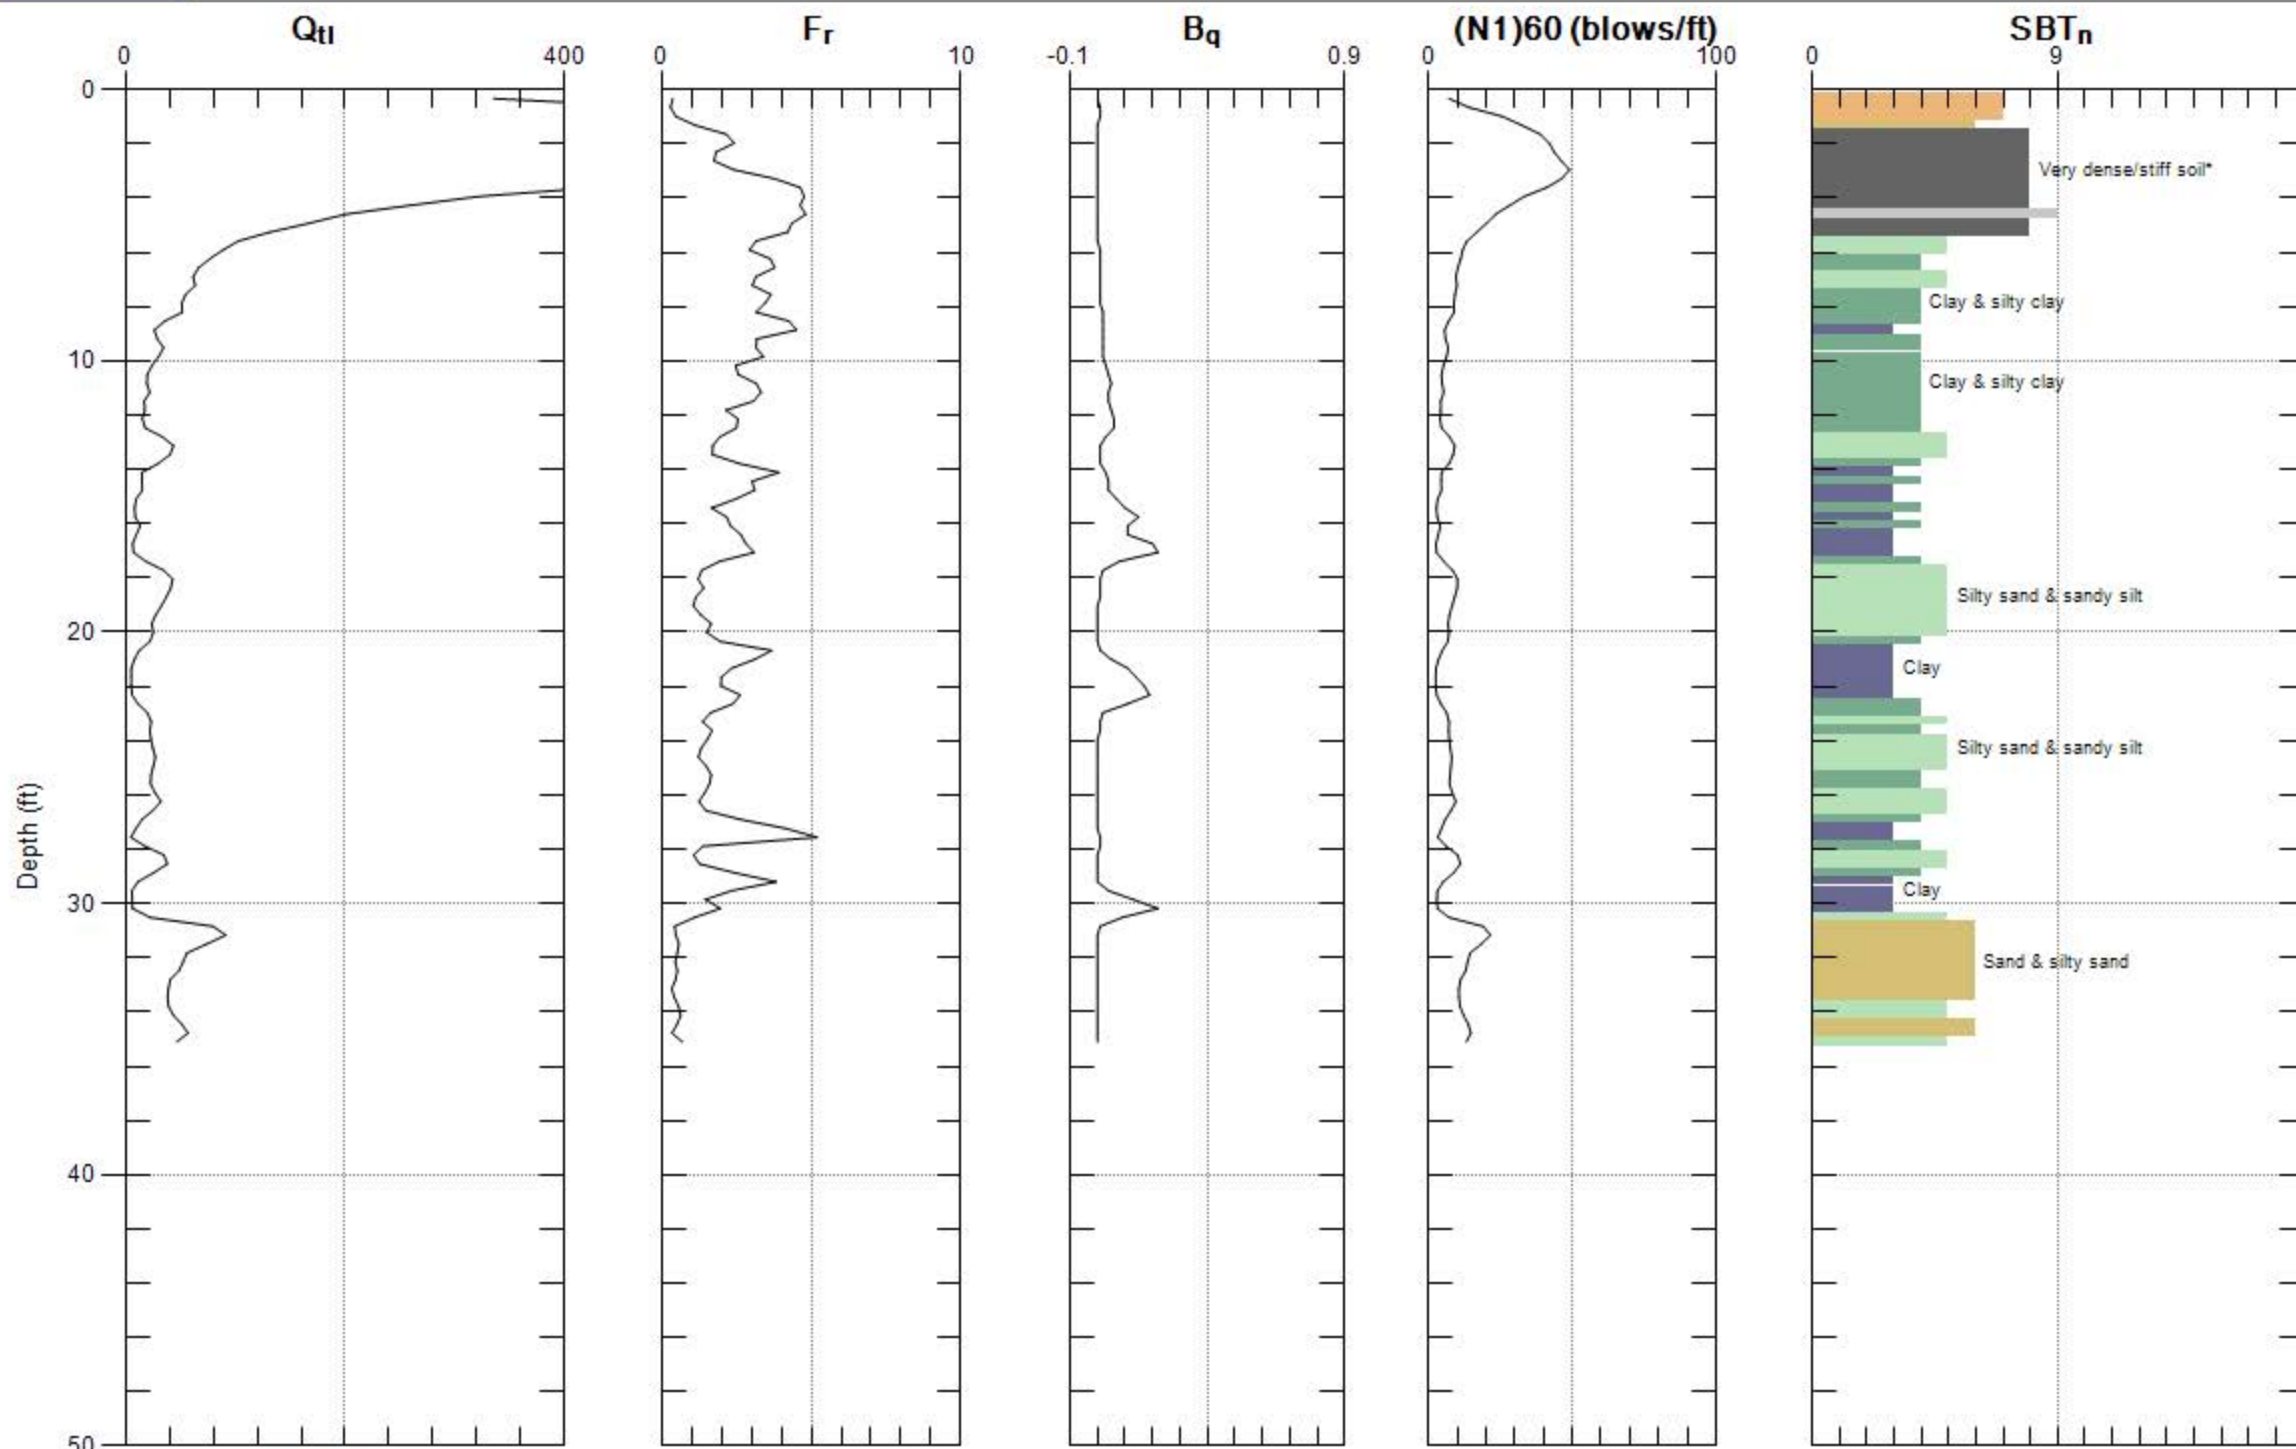 Qtl Fr Bq (N1)60 (blows/ft) SBTn
0 400 0 10 -0.1 0.9 0 100 0 9
0
Very dense/stiff soil*
Clay & silty clay
10
Clay & silty clay
Silty sand & sandy silt
20
Clay
Silty sand & sandy silt
Depth (ft)
Clay
30
Sand & silty sand
40
50